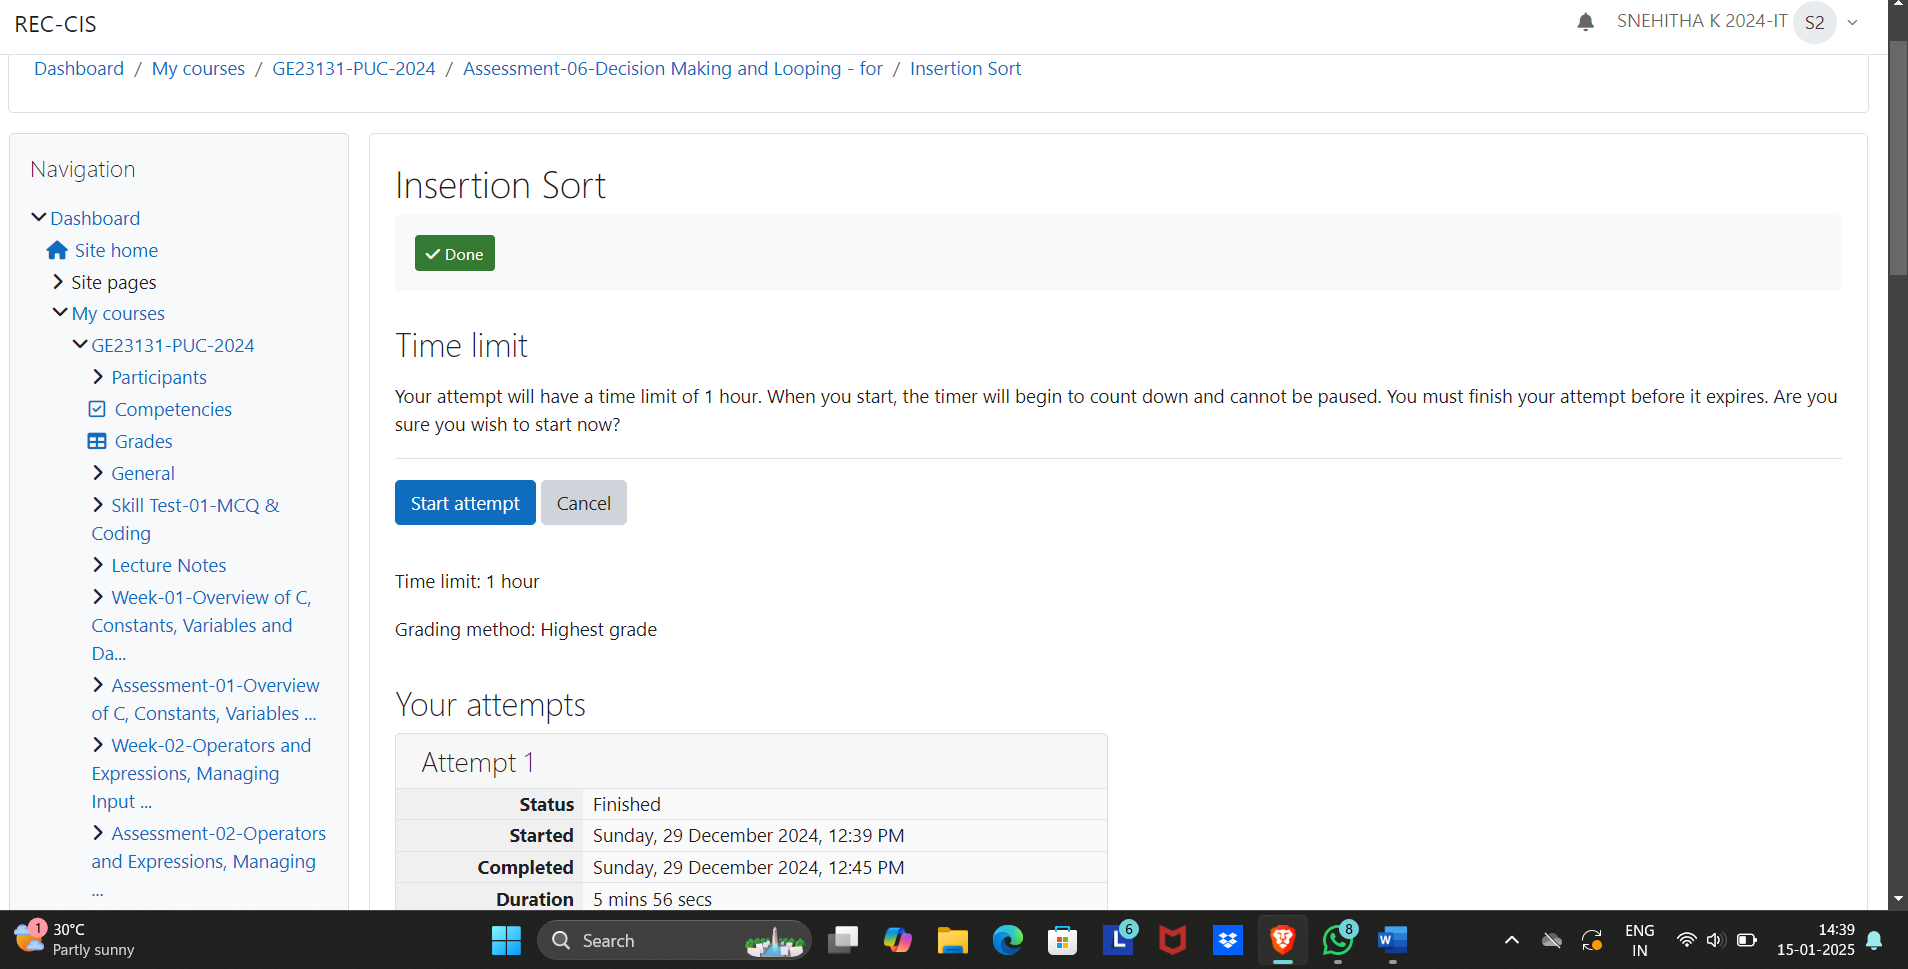 REC-CIS
SNEHITHA K 2024-IT S2
Dashboard / My courses / GE23131-PUC-2024 / Assessment-06-Decision Making and Looping - for / Insertion Sort
Navigation
Dashboard
Site home
Site pages
My courses
GE23131-PUC-2024
Participants
Competencies
Grades
General
Skill Test-01-MCQ &
Coding
Lecture Notes
Week-01-Overview of C,
Constants, Variables and
Da...
Assessment-01-Overview
of C, Constants, Variables ...
Week-02-Operators and
Expressions, Managing
Input ...
Assessment-02-Operators
and Expressions, Managing
...
Insertion Sort
Done
Time limit
Your attempt will have a time limit of 1 hour. When you start, the timer will begin to count down and cannot be paused. You must finish your attempt before it expires. Are you
sure you wish to start now?
Start attempt Cancel
Time limit: 1 hour
Grading method: Highest grade
Your attempts
Attempt 1
Status Finished
Started Sunday, 29 December 2024, 12:39 PM
Completed Sunday, 29 December 2024, 12:45 PM
Duration 5 mins 56 secs
1
30°C
Partly sunny
Search
L 6
8
W
ENG
IN
14:39
15-01-2025